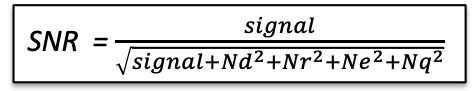 SNR = signal / √signal+Nd²+Nr²+Ne²+Nq²